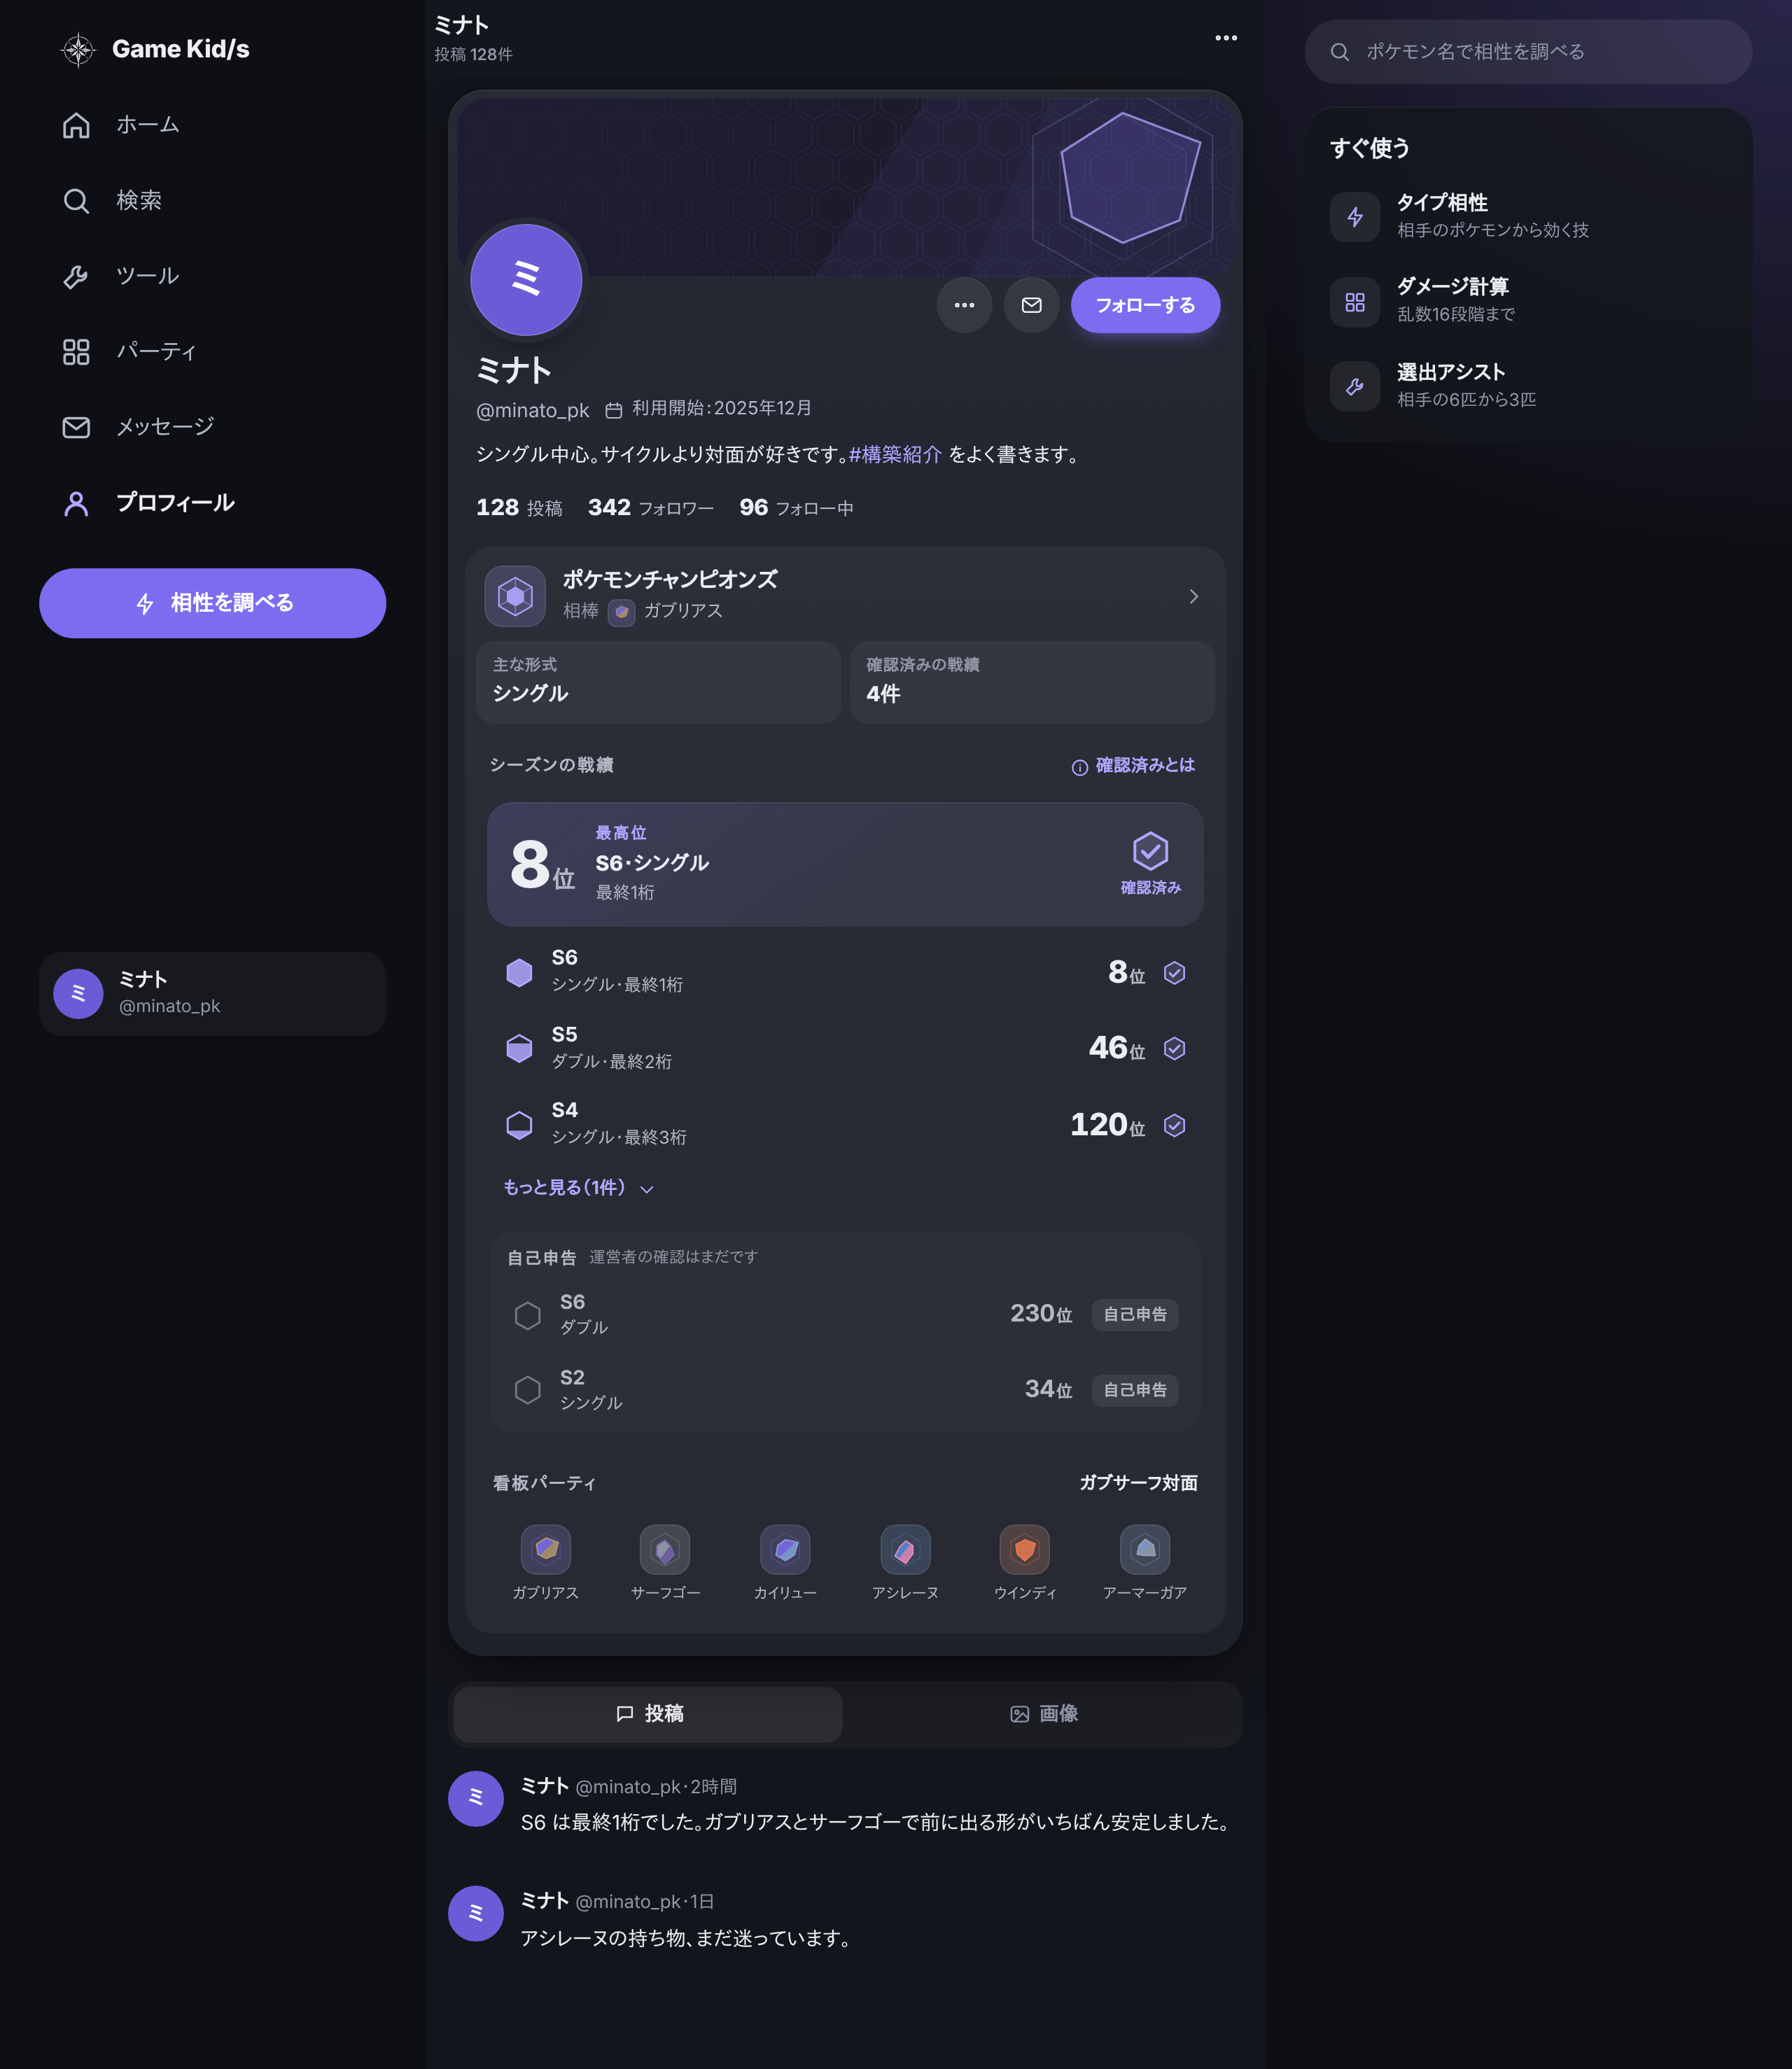 Game Kid/s
ホーム
検索
ツール
パーティ
メッセージ
プロフィール
相性を調べる
ミ
ミナト
@minato_pk
ミナト
投稿 128件
ミ
フォローする
ミナト
@minato_pk 利用開始：2025年12月
シングル中心。サイクルより対面が好きです。#構築紹介 をよく書きます。
128 投稿 342 フォロワー 96 フォロー中
ポケモンチャンピオンズ
相棒 ガブリアス
主な形式
シングル
確認済みの戦績
4件
シーズンの戦績
確認済みとは
8位
最高位
S6・シングル
最終1桁
確認済み
S6
シングル・最終1桁
8位
S5
ダブル・最終2桁
46位
S4
シングル・最終3桁
120位
もっと見る（1件）
自己申告 運営者の確認はまだです
S6
ダブル
230位 自己申告
S2
シングル
34位 自己申告
看板パーティ
ガブサーフ対面
ガブリアス サーフゴー カイリュー アシレーヌ ウインディ アーマーガア
投稿
画像
ミ
ミナト @minato_pk・2時間
S6 は最終1桁でした。ガブリアスとサーフゴーで前に出る形がいちばん安定しました。
ミ
ミナト @minato_pk・1日
アシレーヌの持ち物、まだ迷っています。
ポケモン名で相性を調べる
すぐ使う
タイプ相性
相手のポケモンから効く技
ダメージ計算
乱数16段階まで
選出アシスト
相手の6匹から3匹